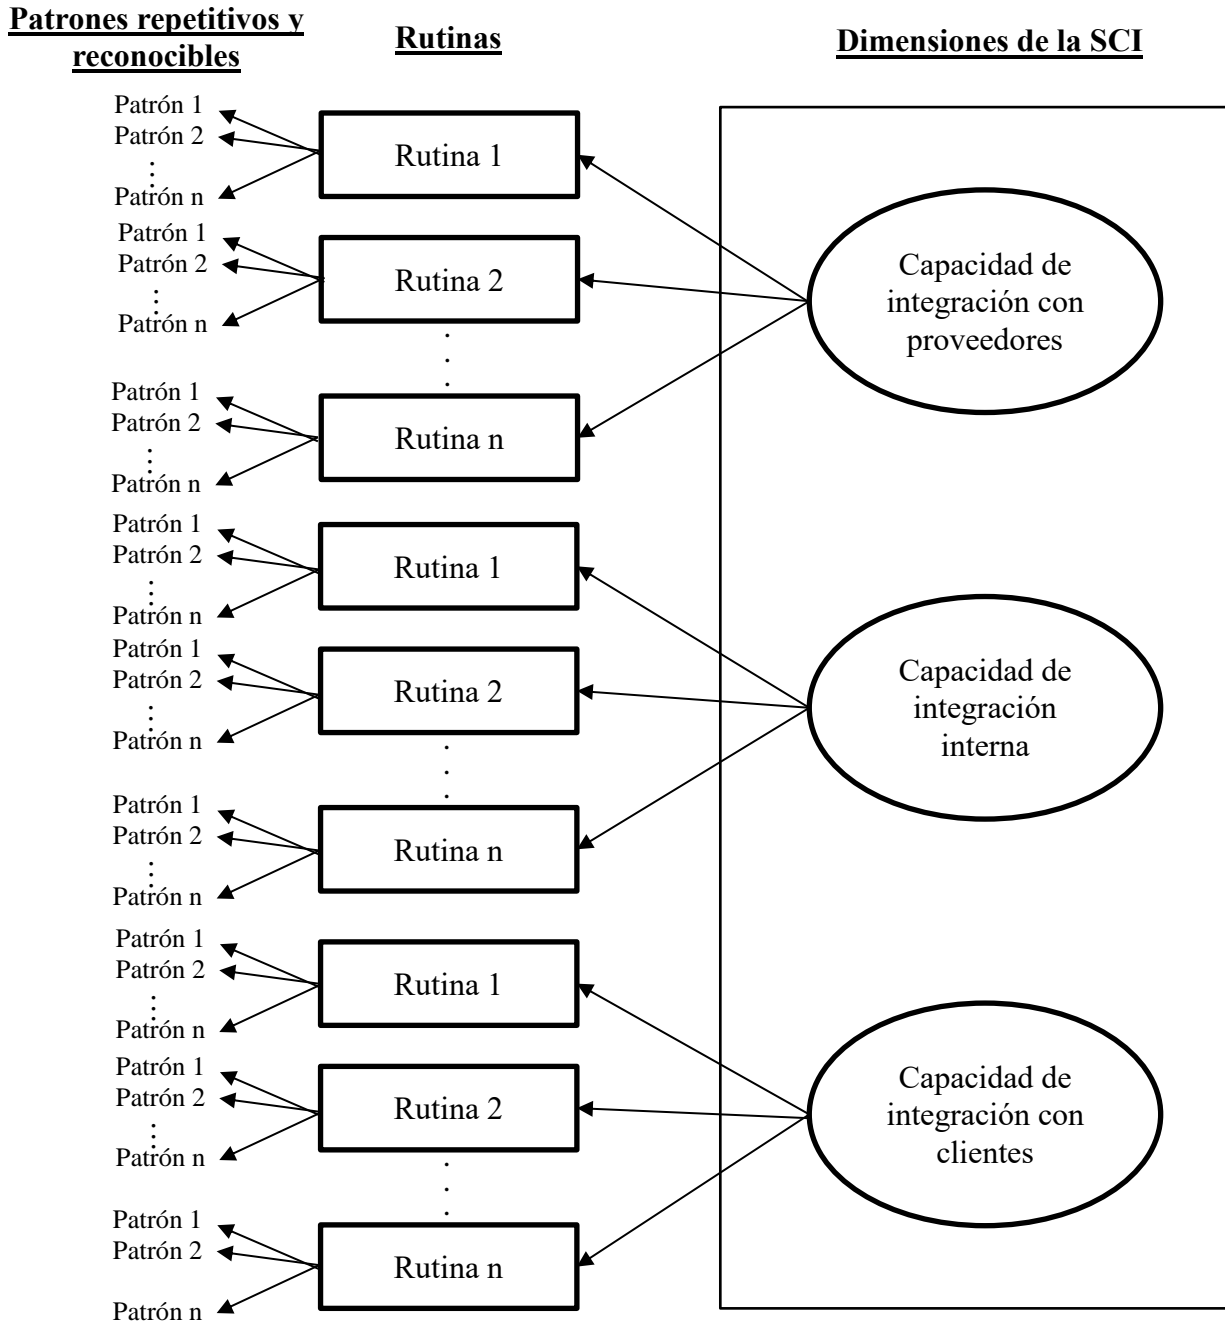 Patrones repetitivos y
reconocibles
Rutinas
Dimensiones de la SCI
Patrón 1
Patrón 2
⋮
Patrón n
Rutina 1
Patrón 1
Patrón 2
⋮
Patrón n
Rutina 2
.
.
.
Patrón 1
Patrón 2
⋮
Patrón n
Rutina n
Capacidad de
integración con
proveedores
Patrón 1
Patrón 2
⋮
Patrón n
Rutina 1
Patrón 1
Patrón 2
⋮
Patrón n
Rutina 2
.
.
.
Patrón 1
Patrón 2
⋮
Patrón n
Rutina n
Capacidad de
integración
interna
Patrón 1
Patrón 2
⋮
Patrón n
Rutina 1
Patrón 1
Patrón 2
⋮
Patrón n
Rutina 2
.
.
.
Patrón 1
Patrón 2
Patrón n
Rutina n
Capacidad de
integración con
clientes